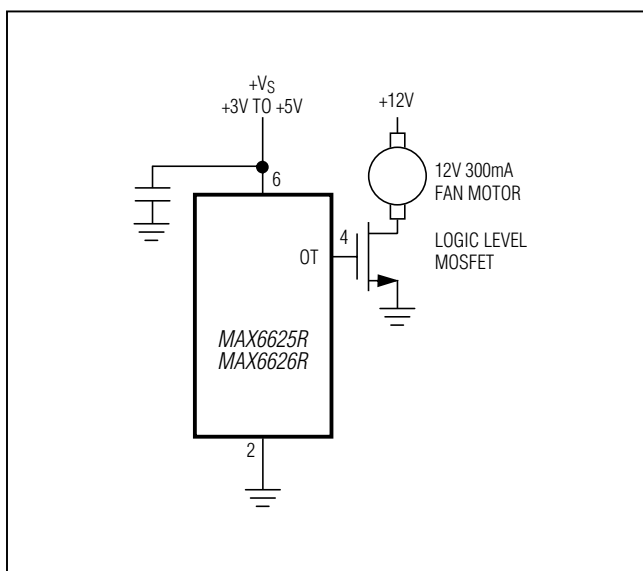 +VS
+3V TO +5V
+12V
6
12V 300mA
FAN MOTOR
4
OT
LOGIC LEVEL
MOSFET
MAX6625R
MAX6626R
2